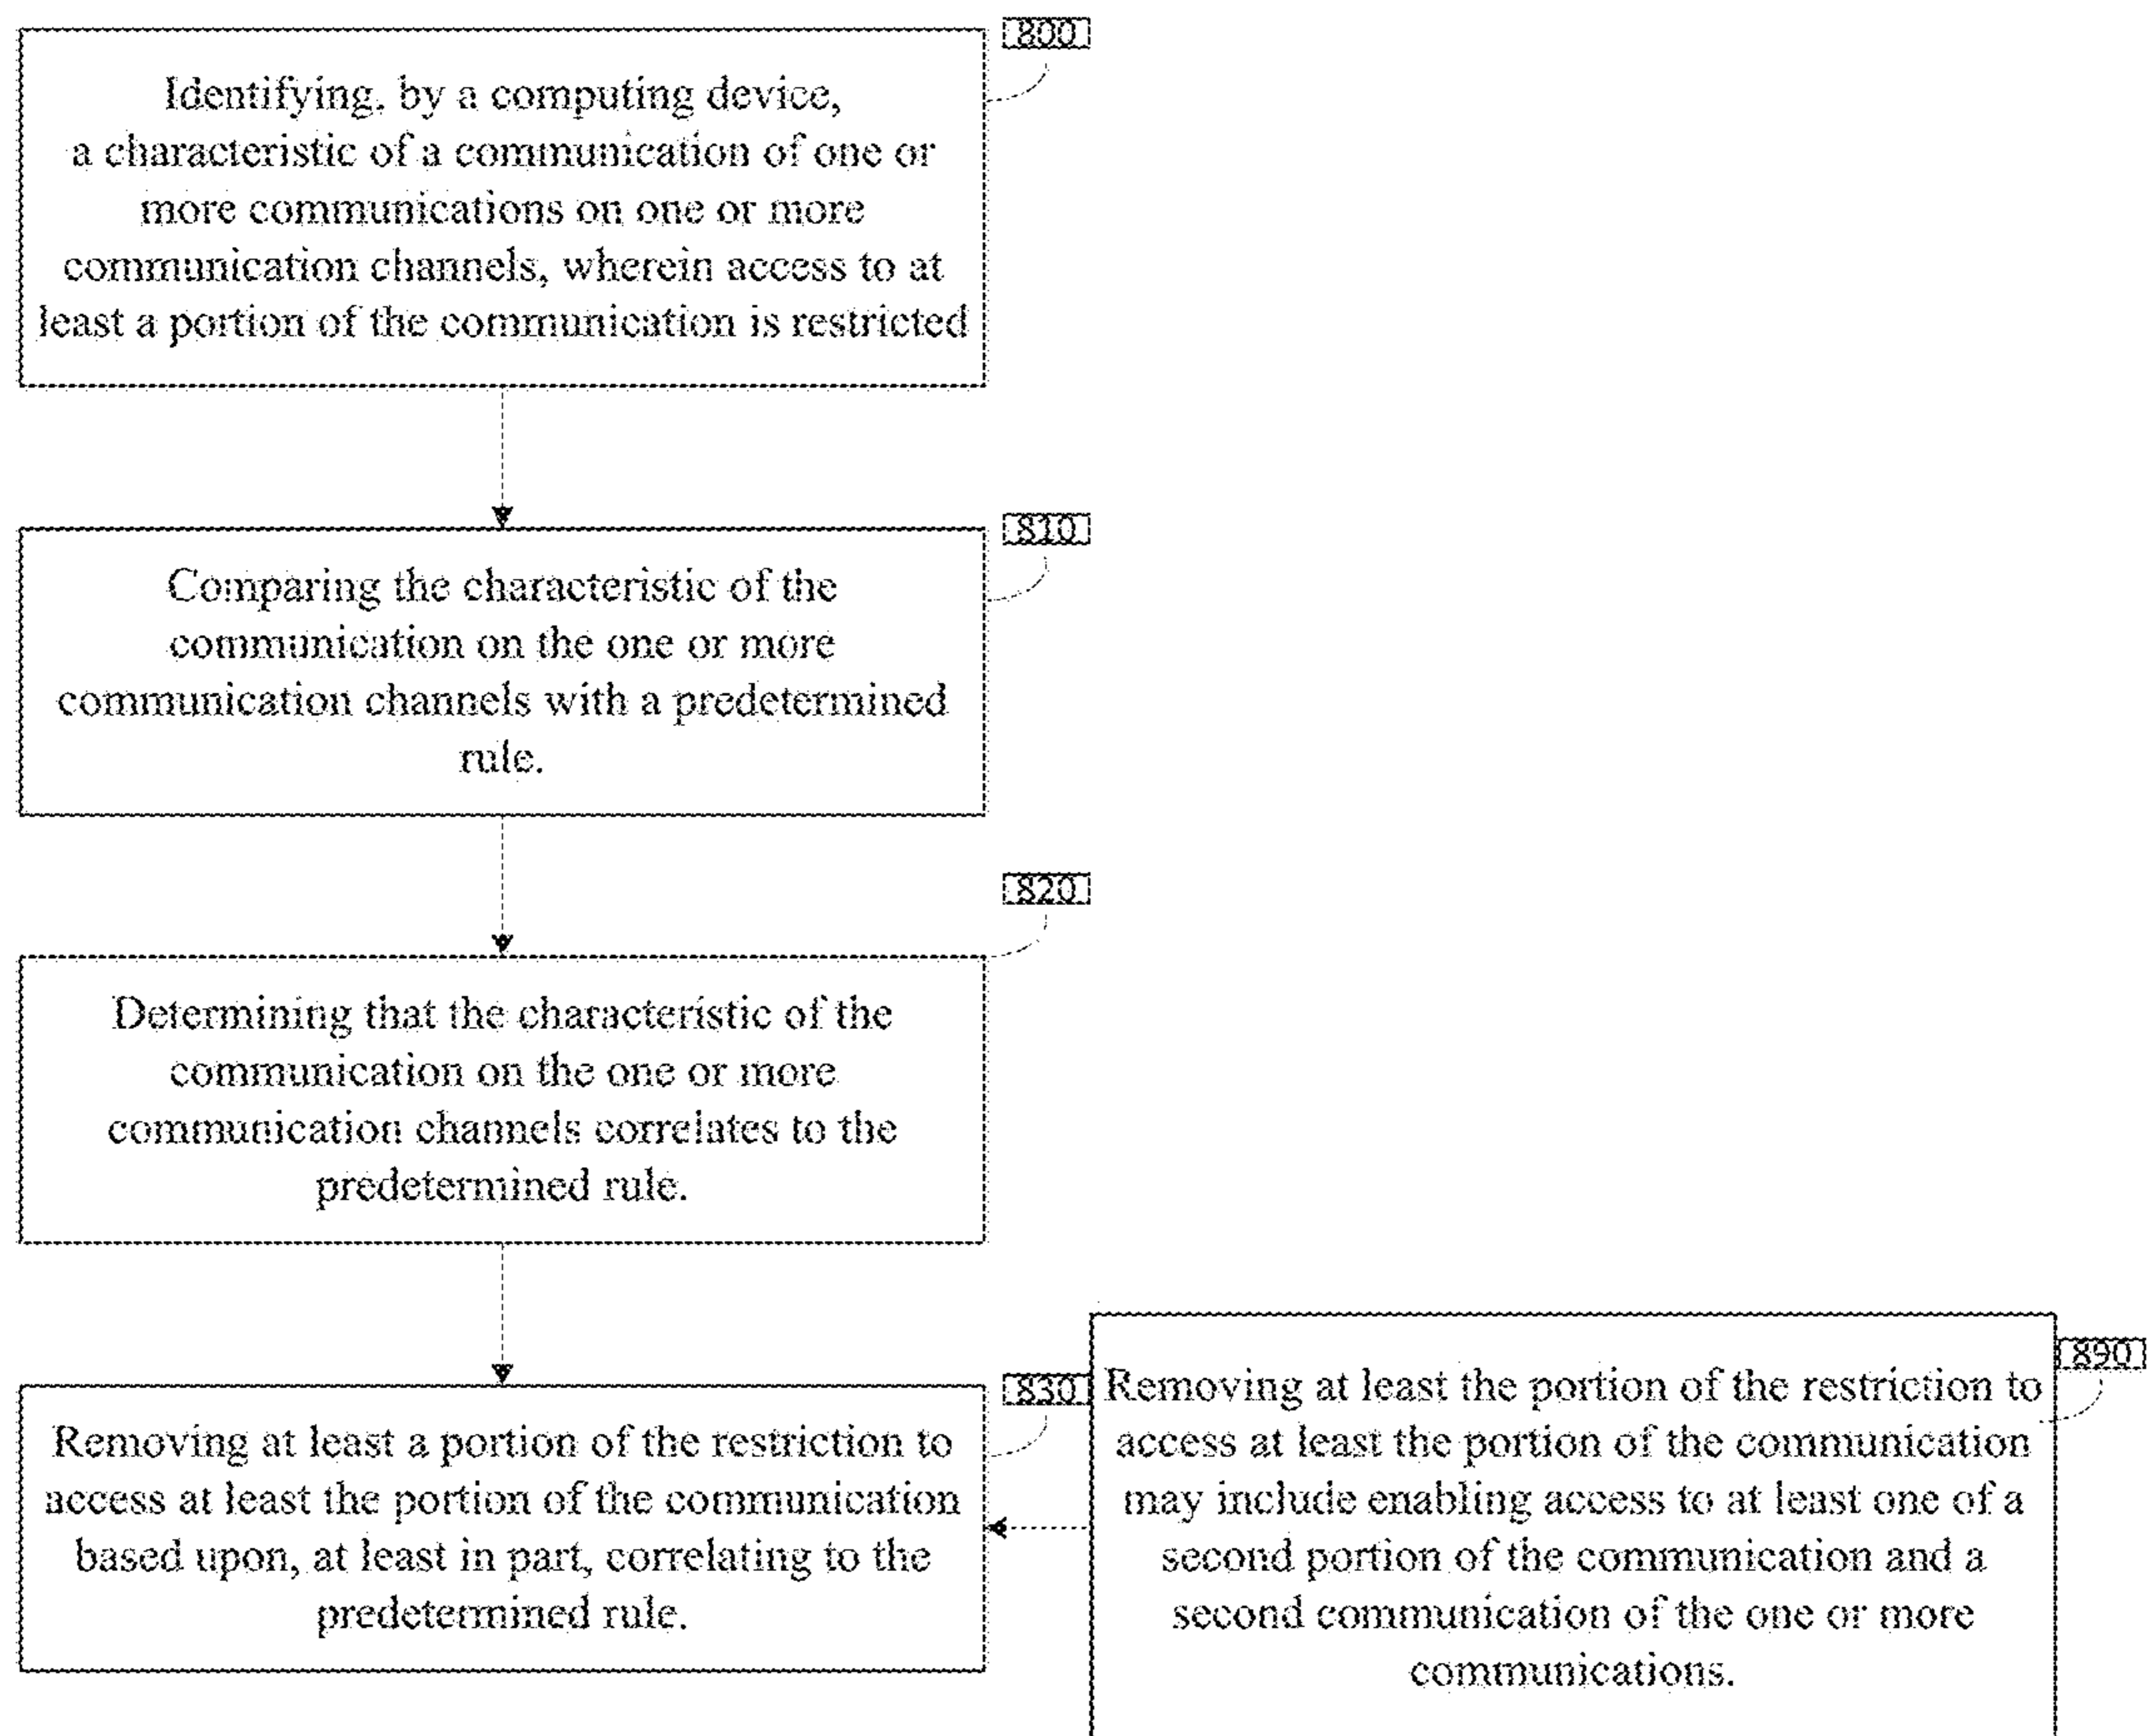 800
Identifying, by a computing device,
a characteristic of a communication of one or
more communications on one or more
communication channels, wherein access to at
least a portion of the communication is restricted
810
Comparing the characteristic of the
communication on the one or more
communication channels with a predetermined
rule.
820
Determining that the characteristic of the
communication on the one or more
communication channels correlates to the
predetermined rule.
830
Removing at least a portion of the restriction to
access at least the portion of the communication
based upon, at least in part, correlating to the
predetermined rule.
890
Removing at least the portion of the restriction to
access at least the portion of the communication
may include enabling access to at least one of a
second portion of the communication and a
second communication of the one or more
communications.